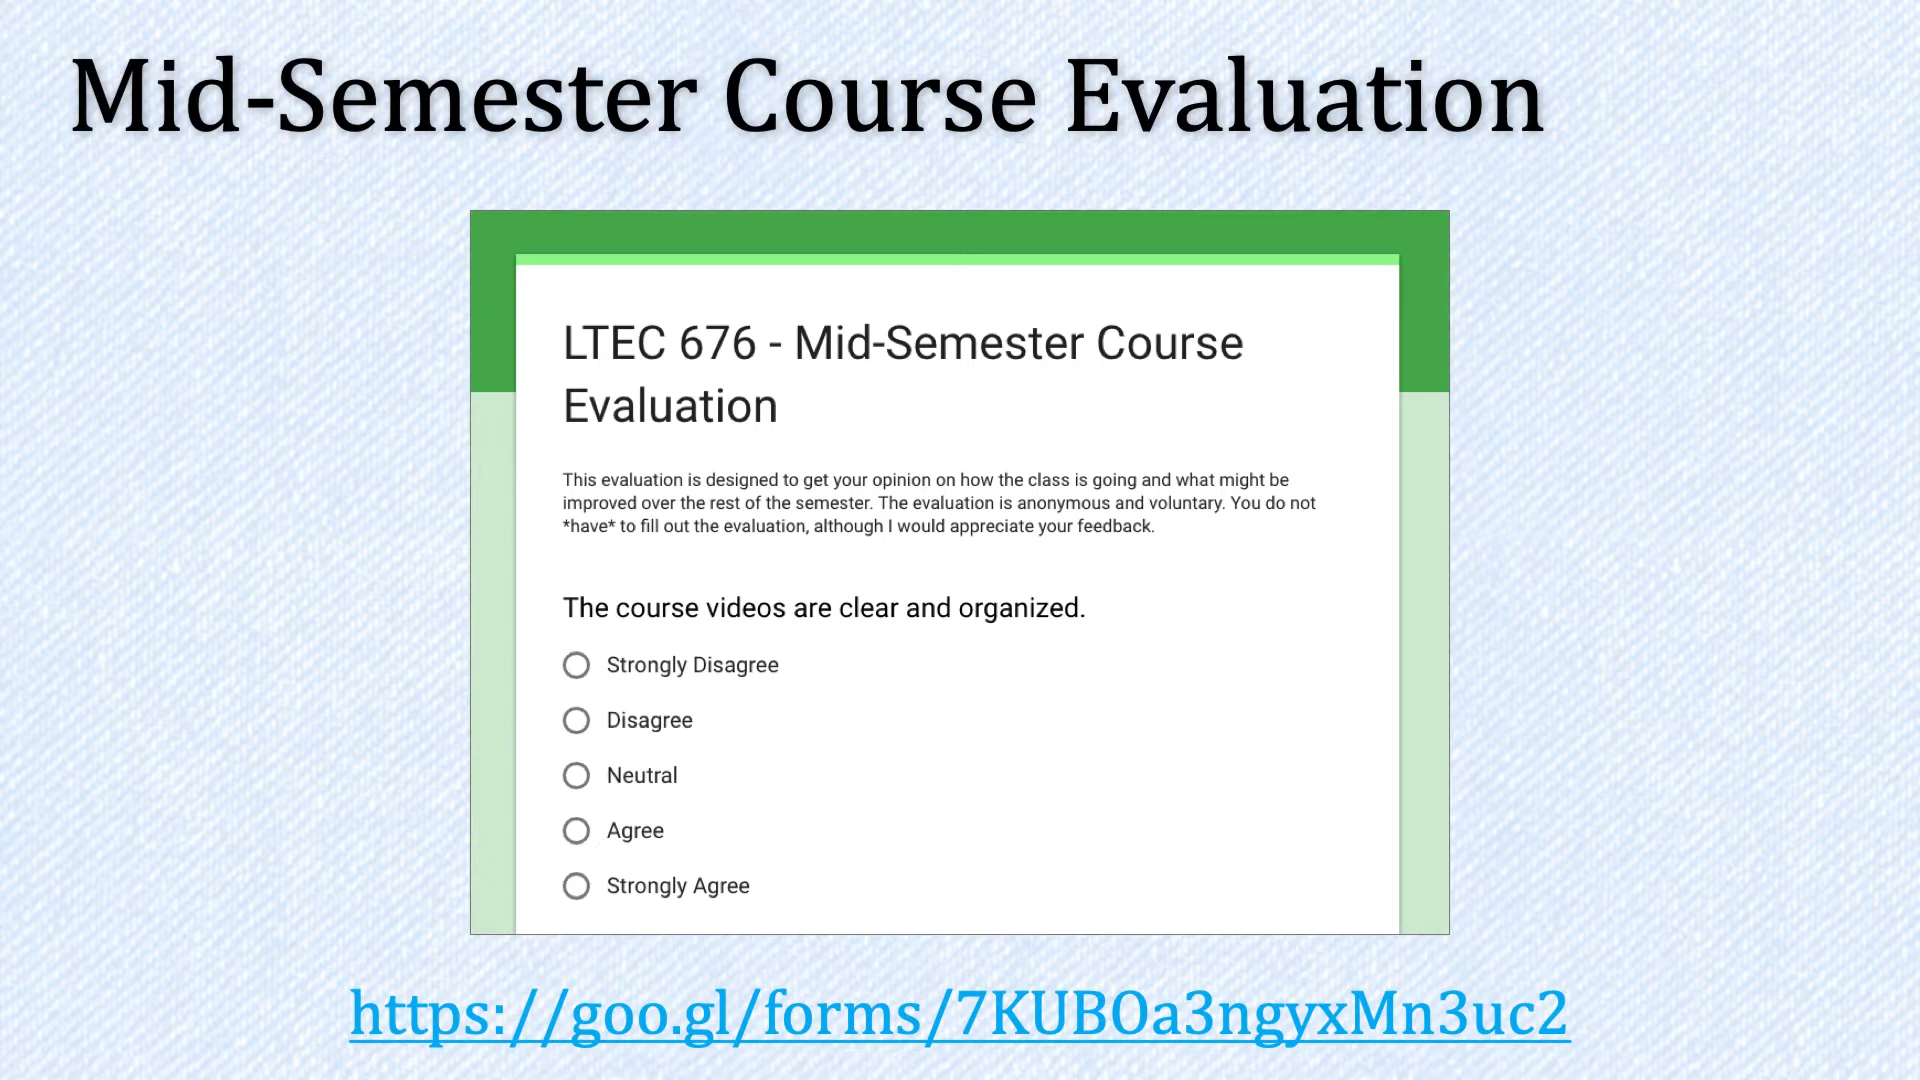 Mid-Semester Course Evaluation
LTEC 676 - Mid-Semester Course
Evaluation
This evaluation is designed to get your opinion on how the class is going and what might be
improved over the rest of the semester. The evaluation is anonymous and voluntary. You do not
*have* to fill out the evaluation, although I would appreciate your feedback.
The course videos are clear and organized.
Strongly Disagree
Disagree
Neutral
Agree
Strongly Agree
https://goo.gl/forms/7KUBOa3ngyxMn3uc2